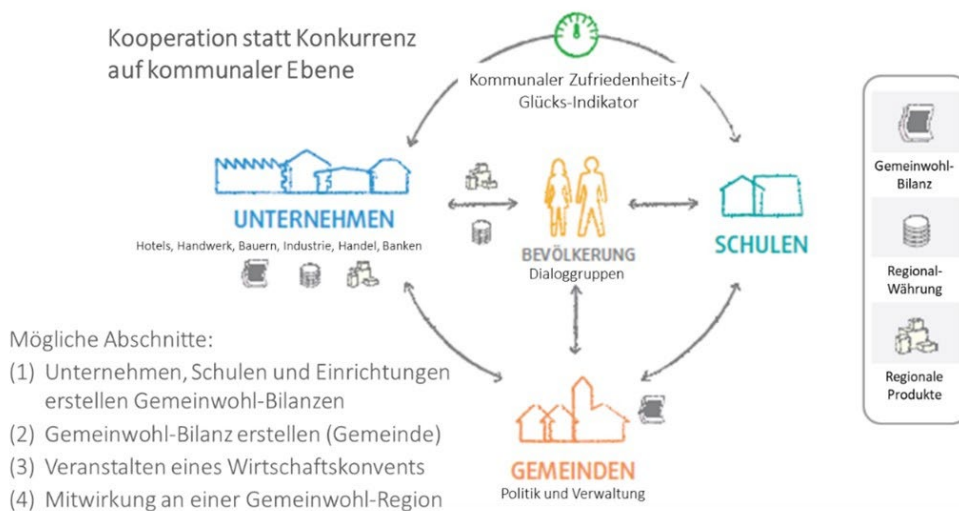 Kooperation statt Konkurrenz
auf kommunaler Ebene
Kommunaler Zufriedenheits-/
Glücks-Indikator
UNTERNEHMEN
Hotels, Handwerk, Bauern, Industrie, Handel, Banken
BEVÖLKERUNG
Dialoggruppen
SCHULEN
GEMEINDEN
Politik und Verwaltung
Mögliche Abschnitte:
(1) Unternehmen, Schulen und Einrichtungen
erstellen Gemeinwohl-Bilanzen
(2) Gemeinwohl-Bilanz erstellen (Gemeinde)
(3) Veranstalten eines Wirtschaftskonvents
(4) Mitwirkung an einer Gemeinwohl-Region
Gemeinwohl-
Bilanz
Regional-
Währung
Regionale
Produkte